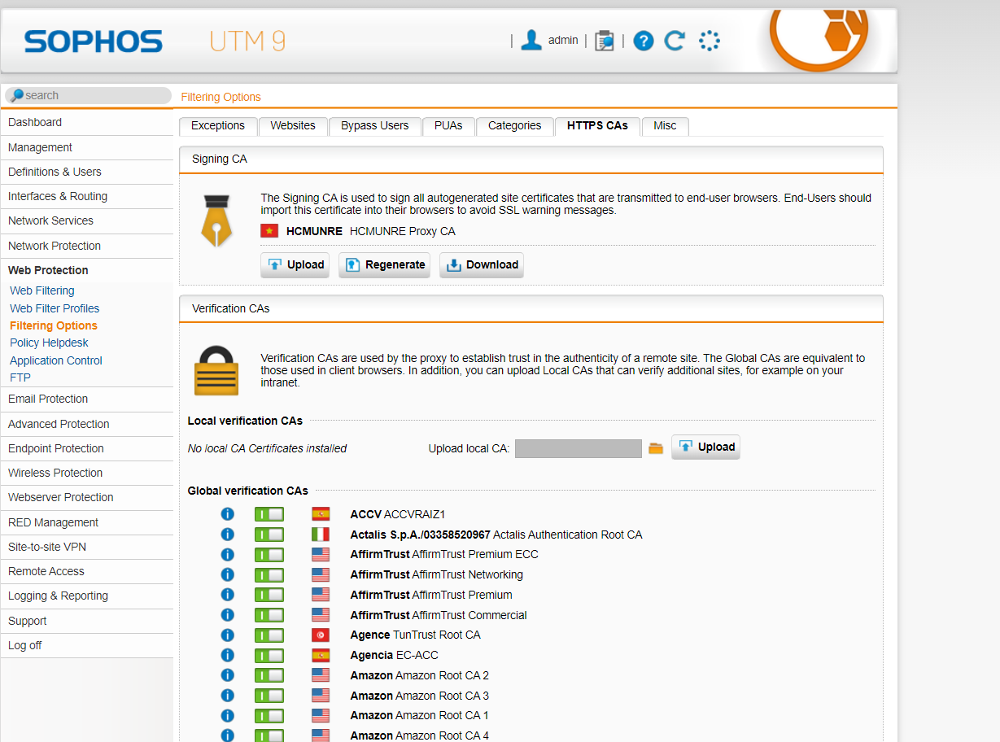 SOPHOS UTM 9
| admin | | ?
search
Filtering Options
Exceptions Websites Bypass Users PUAs Categories HTTPS CAs Misc
Dashboard
Management
Definitions & Users
Interfaces & Routing
Network Services
Network Protection
Web Protection
Web Filtering
Web Filter Profiles
Filtering Options
Policy Helpdesk
Application Control
FTP
Email Protection
Advanced Protection
Endpoint Protection
Wireless Protection
Webserver Protection
RED Management
Site-to-site VPN
Remote Access
Logging & Reporting
Support
Log off
Signing CA
The Signing CA is used to sign all autogenerated site certificates that are transmitted to end-user browsers. End-Users should
import this certificate into their browsers to avoid SSL warning messages.
HCMUNRE HCMUNRE Proxy CA
Upload Regenerate Download
Verification CAs
Verification CAs are used by the proxy to establish trust in the authenticity of a remote site. The Global CAs are equivalent to
those used in client browsers. In addition, you can upload Local CAs that can verify additional sites, for example on your
intranet.
Local verification CAs
No local CA Certificates installed Upload local CA: Upload
Global verification CAs
ACCV ACCVRAIZ1
Actalis S.p.A./03358520967 Actalis Authentication Root CA
AffirmTrust AffirmTrust Premium ECC
AffirmTrust AffirmTrust Networking
AffirmTrust AffirmTrust Premium
AffirmTrust AffirmTrust Commercial
Agence TunTrust Root CA
Agencia EC-ACC
Amazon Amazon Root CA 2
Amazon Amazon Root CA 3
Amazon Amazon Root CA 1
Amazon Amazon Root CA 4